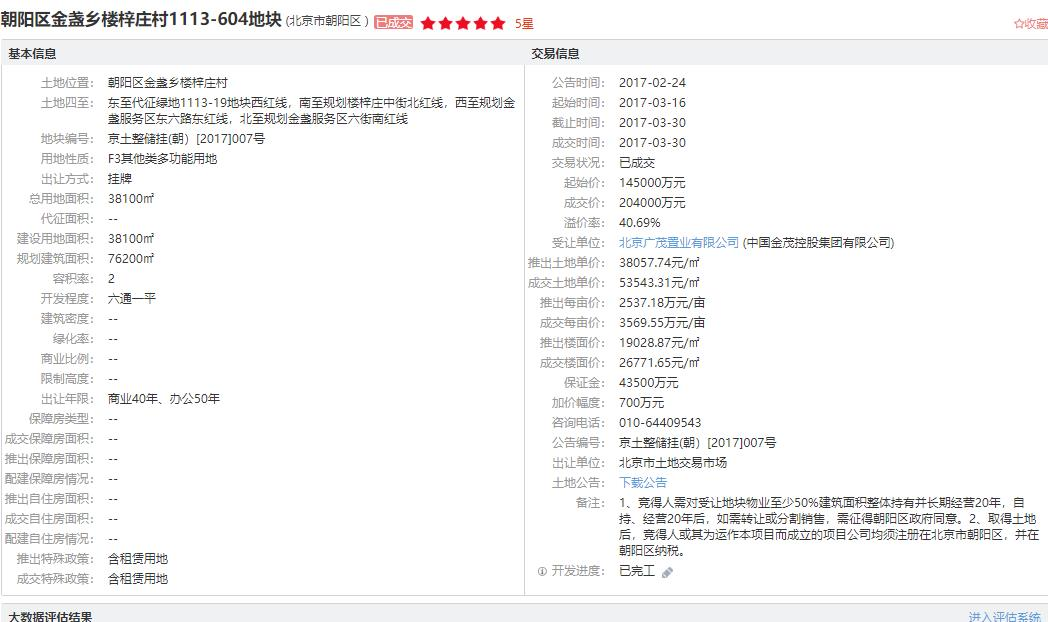 朝阳区金盏乡楼梓庄村1113-604地块 (北京市朝阳区 ) 已成交 5星 ☆收藏
基本信息
土地位置: 朝阳区金盏乡楼梓庄村
土地四至: 东至代征绿地1113-19地块西红线，南至规划楼梓庄中街北红线，西至规划金
盏服务区东六路东红线，北至规划金盏服务区六街南红线
地块编号: 京土整储挂(朝）[2017]007号
用地性质: F3其他类多功能用地
出让方式: 挂牌
总用地面积: 38100㎡
代征面积: --
建设用地面积: 38100㎡
规划建筑面积: 76200㎡
容积率: 2
开发程度: 六通一平
建筑密度: --
绿化率: --
商业比例: --
限制高度: --
出让年限: 商业40年、办公50年
保障房类型: --
成交保障房面积: --
推出保障房面积: --
配建保障房情况: --
推出自住房面积: --
成交自住房面积: --
配建自住房情况: --
推出特殊政策: 含租赁用地
成交特殊政策: 含租赁用地
交易信息
公告时间: 2017-02-24
起始时间: 2017-03-16
截止时间: 2017-03-30
成交时间: 2017-03-30
交易状况: 已成交
起始价: 145000万元
成交价: 204000万元
溢价率: 40.69%
受让单位: 北京广茂置业有限公司 (中国金茂控股集团有限公司)
推出土地单价: 38057.74元/㎡
成交土地单价: 53543.31元/㎡
推出每亩价: 2537.18万元/亩
成交每亩价: 3569.55万元/亩
推出楼面价: 19028.87元/㎡
成交楼面价: 26771.65元/㎡
保证金: 43500万元
加价幅度: 700万元
咨询电话: 010-64409543
公告编号: 京土整储挂(朝）[2017]007号
出让单位: 北京市土地交易市场
土地公告: 下载公告
备注: 1、竞得人需对受让地块物业至少50%建筑面积整体持有并长期经营20年，自
持、经营20年后，如需转让或分割销售，需征得朝阳区政府同意。2、取得土地
后，竞得人或其为运作本项目而成立的项目公司均须注册在北京市朝阳区，并在
朝阳区纳税。
开发进度: 已完工
大数据评估结果
进入评估系统